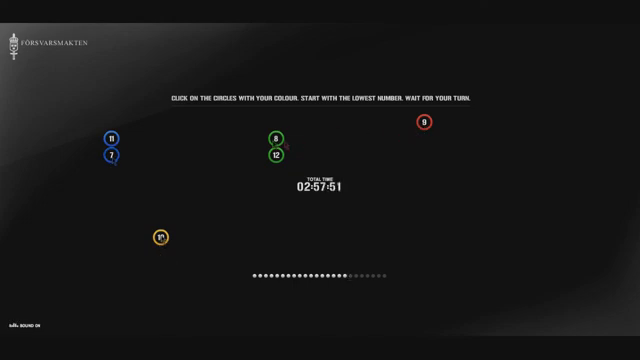 FÖRSVARSMAKTEN
CLICK ON THE CIRCLES WITH YOUR COLOUR. START WITH THE LOWEST NUMBER. WAIT FOR YOUR TURN.
9
11
8
7
12
TOTAL TIME
02:57:51
10
SOUND ON